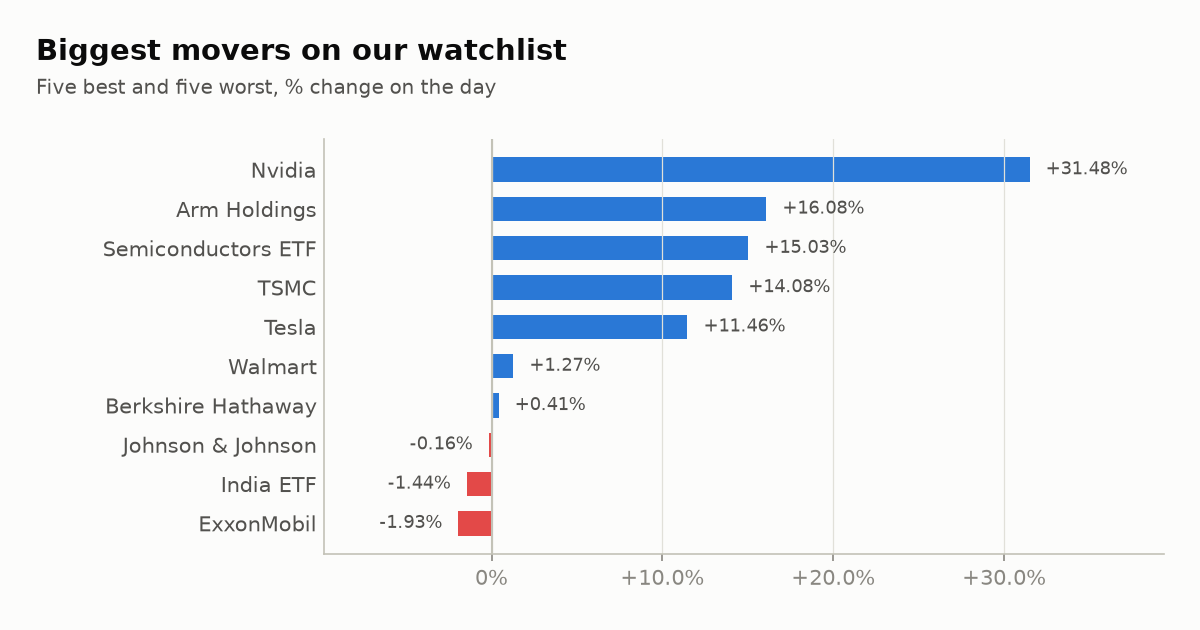 Biggest movers on our watchlist
Five best and five worst, % change on the day
Nvidia +31.48%
Arm Holdings +16.08%
Semiconductors ETF +15.03%
TSMC +14.08%
Tesla +11.46%
Walmart +1.27%
Berkshire Hathaway +0.41%
Johnson & Johnson -0.16%
India ETF -1.44%
ExxonMobil -1.93%
0% +10.0% +20.0% +30.0%